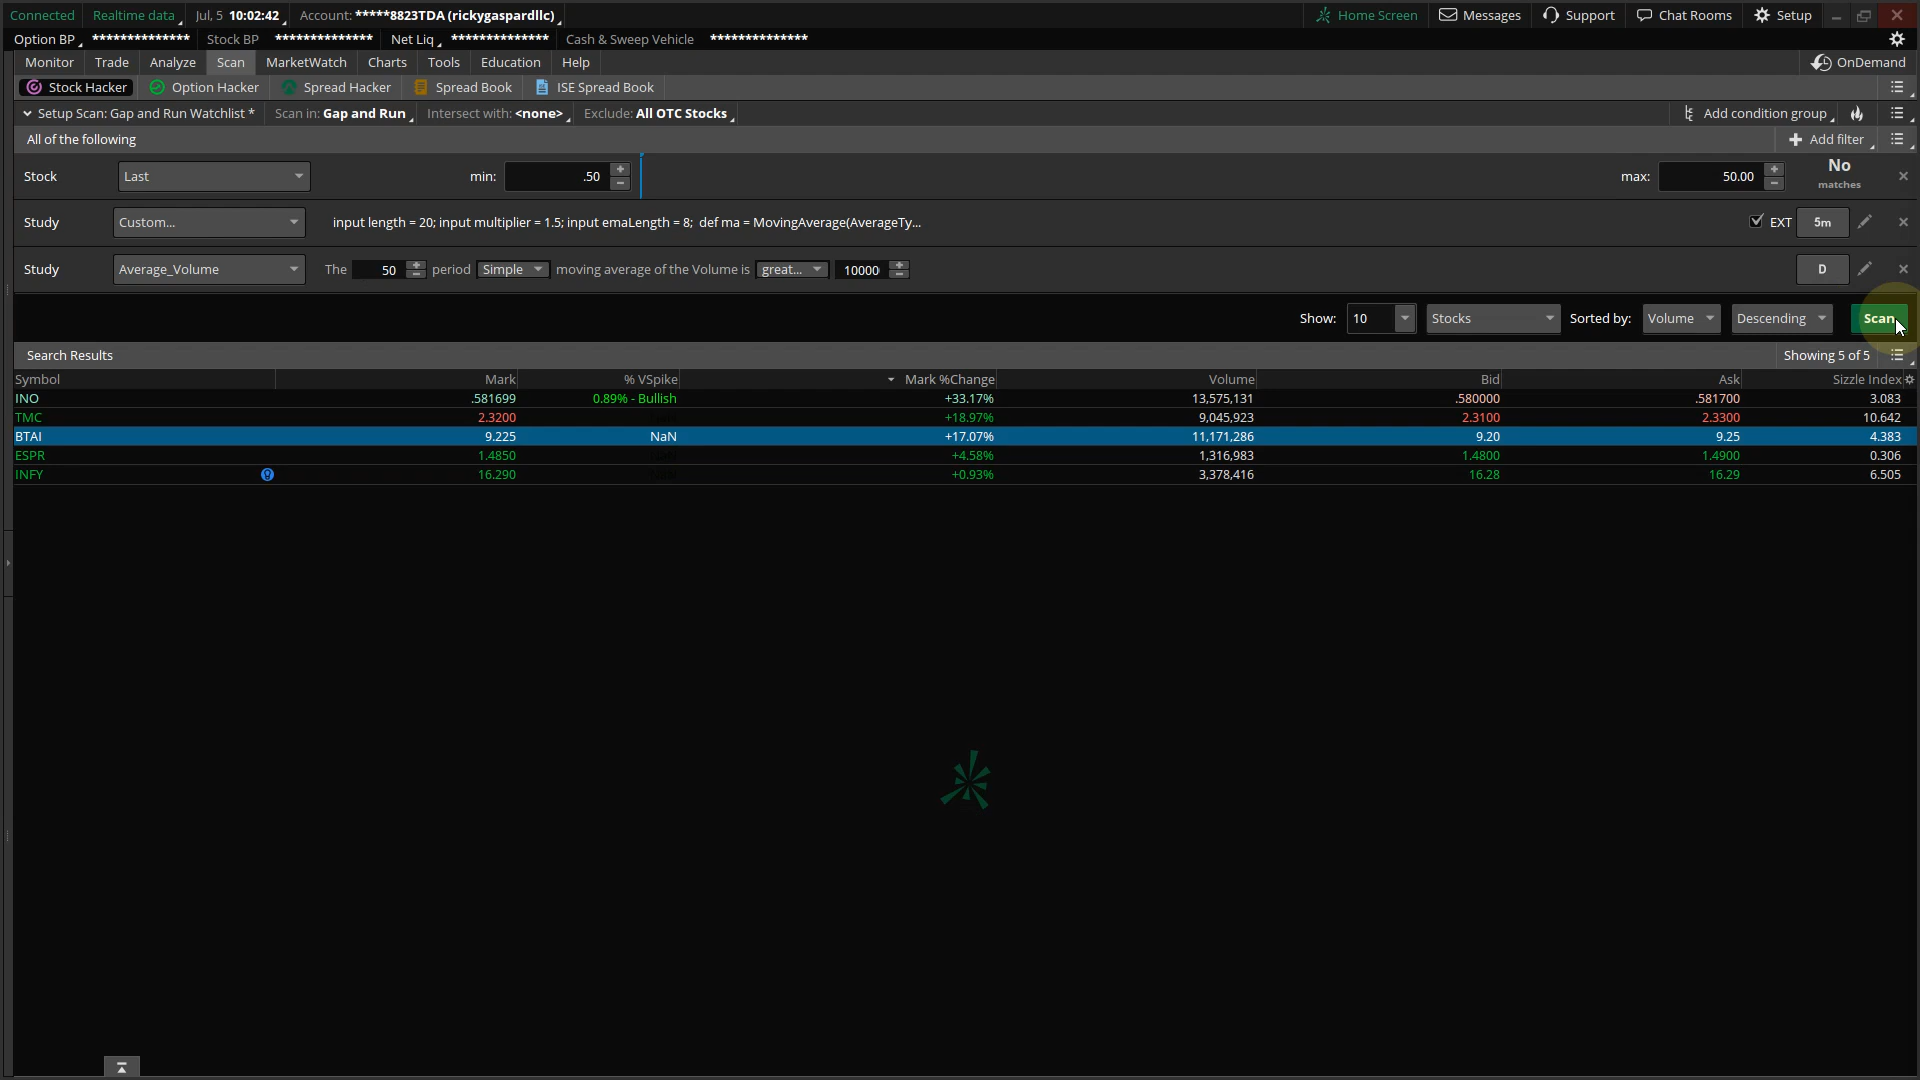 Connected Realtime data Jul, 5 10:02:42 Account: *****8823TDA (rickygaspardllc) Home Screen Messages Support Chat Rooms Setup
Option BP ************** Stock BP ************** Net Liq ************** Cash & Sweep Vehicle **************
Monitor Trade Analyze Scan MarketWatch Charts Tools Education Help OnDemand
Stock Hacker Option Hacker Spread Hacker Spread Book ISE Spread Book
Setup Scan: Gap and Run Watchlist * Scan in: Gap and Run Intersect with: <none> Exclude: All OTC Stocks Add condition group
All of the following Add filter
Stock Last min: .50 max: 50.00 No matches
Study Custom... input length = 20; input multiplier = 1.5; input emaLength = 8; def ma = MovingAverage(AverageTy... EXT 5m
Study Average_Volume The 50 period Simple moving average of the Volume is great... 10000 D
Show: 10 Stocks Sorted by: Volume Descending Scan
Search Results Showing 5 of 5
Symbol Mark % VSpike Mark %Change Volume Bid Ask Sizzle Index
INO .581699 0.89% - Bullish +33.17% 13,575,131 .580000 .581700 3.083
TMC 2.3200 +18.97% 9,045,923 2.3100 2.3300 10.642
BTAI 9.225 NaN +17.07% 11,171,286 9.20 9.25 4.383
ESPR 1.4850 +4.58% 1,316,983 1.4800 1.4900 0.306
INFY 16.290 +0.93% 3,378,416 16.28 16.29 6.505